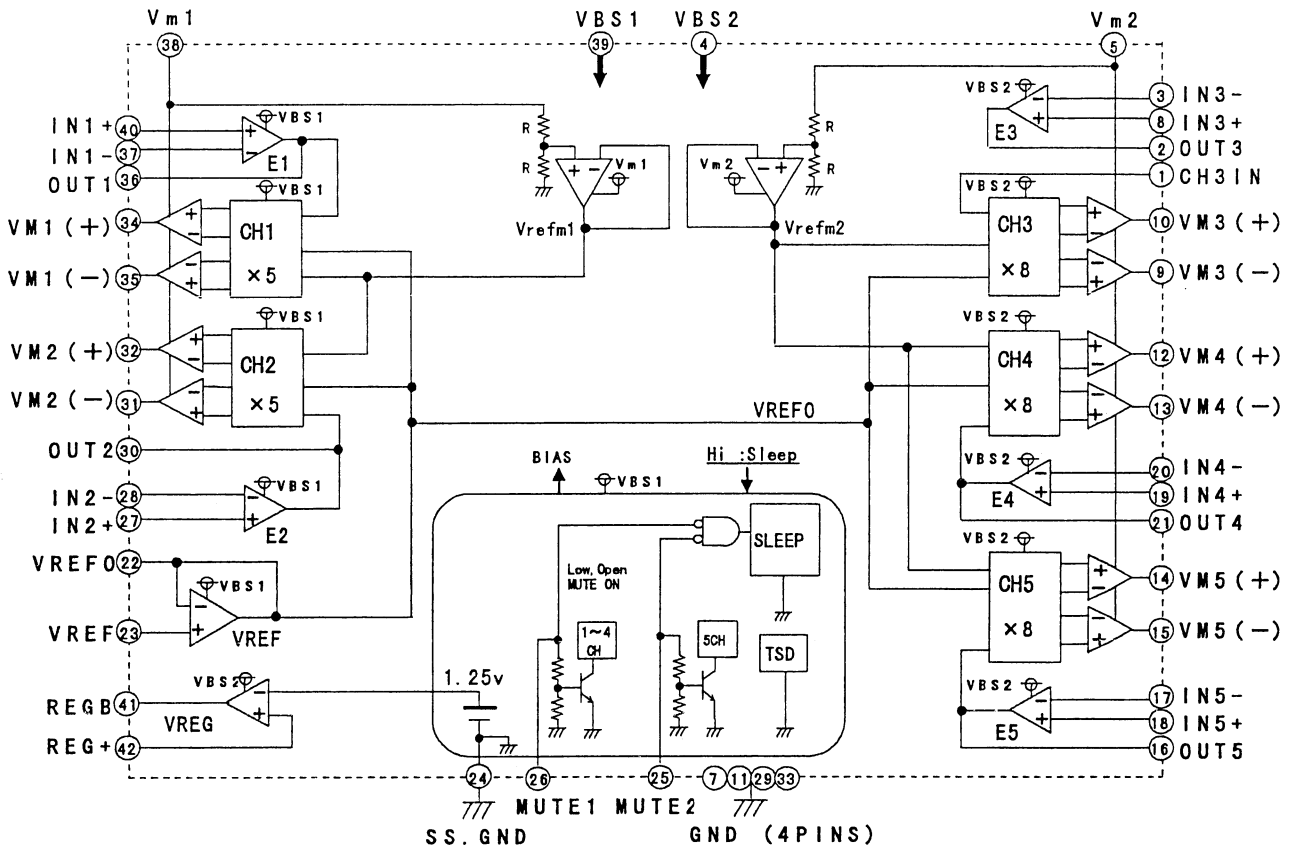 Vm1
VBS1
VBS2
Vm2
38
39
4
5
IN1+ 40
IN1- 37
OUT1 36
VBS1
E1
VBS1
R
R
Vm1
Vrefm1
R
R
Vm2
Vrefm2
VBS2
E3
3 IN3-
8 IN3+
2 OUT3
1 CH3IN
VM1(+) 34
VM1(-) 35
CH1
×5
VBS1
VM2(+) 32
VM2(-) 31
CH2
×5
OUT2 30
IN2- 28
IN2+ 27
VBS1
E2
VREFO 22
VBS1
VREF 23
VREF
REGB 41
REG+ 42
VBS2
VREG
VREFO
VBS2
CH3
×8
10 VM3(+)
9 VM3(-)
VBS2
CH4
×8
12 VM4(+)
13 VM4(-)
VBS2
E4
20 IN4-
19 IN4+
21 OUT4
VBS2
CH5
×8
14 VM5(+)
15 VM5(-)
VBS2
E5
17 IN5-
18 IN5+
16 OUT5
BIAS
VBS1
Hi :Sleep
SLEEP
Low,Open
MUTE ON
1~4
CH
5CH
TSD
1.25v
24
26
25
7 11 29 33
MUTE1 MUTE2
SS.GND
GND (4PINS)